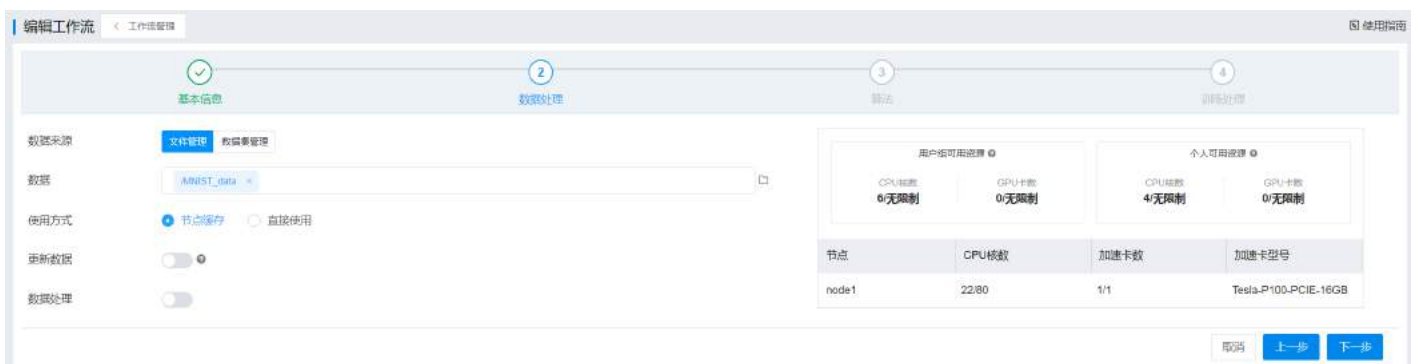 编辑工作流 < 工作流管理 使用指南
2 3 4
基本信息 数据处理 算法 训练处理
数据来源 文件管理 数据集管理
用户组可用资源 个人可用资源
数据 /MNIST_data ×
CPU核数 GPU卡数 CPU核数 GPU卡数
6/无限制 0/无限制 4/无限制 0/无限制
使用方式 节点缓存 直接使用
更新数据
节点 CPU核数 加速卡数 加速卡型号
数据处理
node1 22/80 1/1 Tesla-P100-PCIE-16GB
取消 上一步 下一步